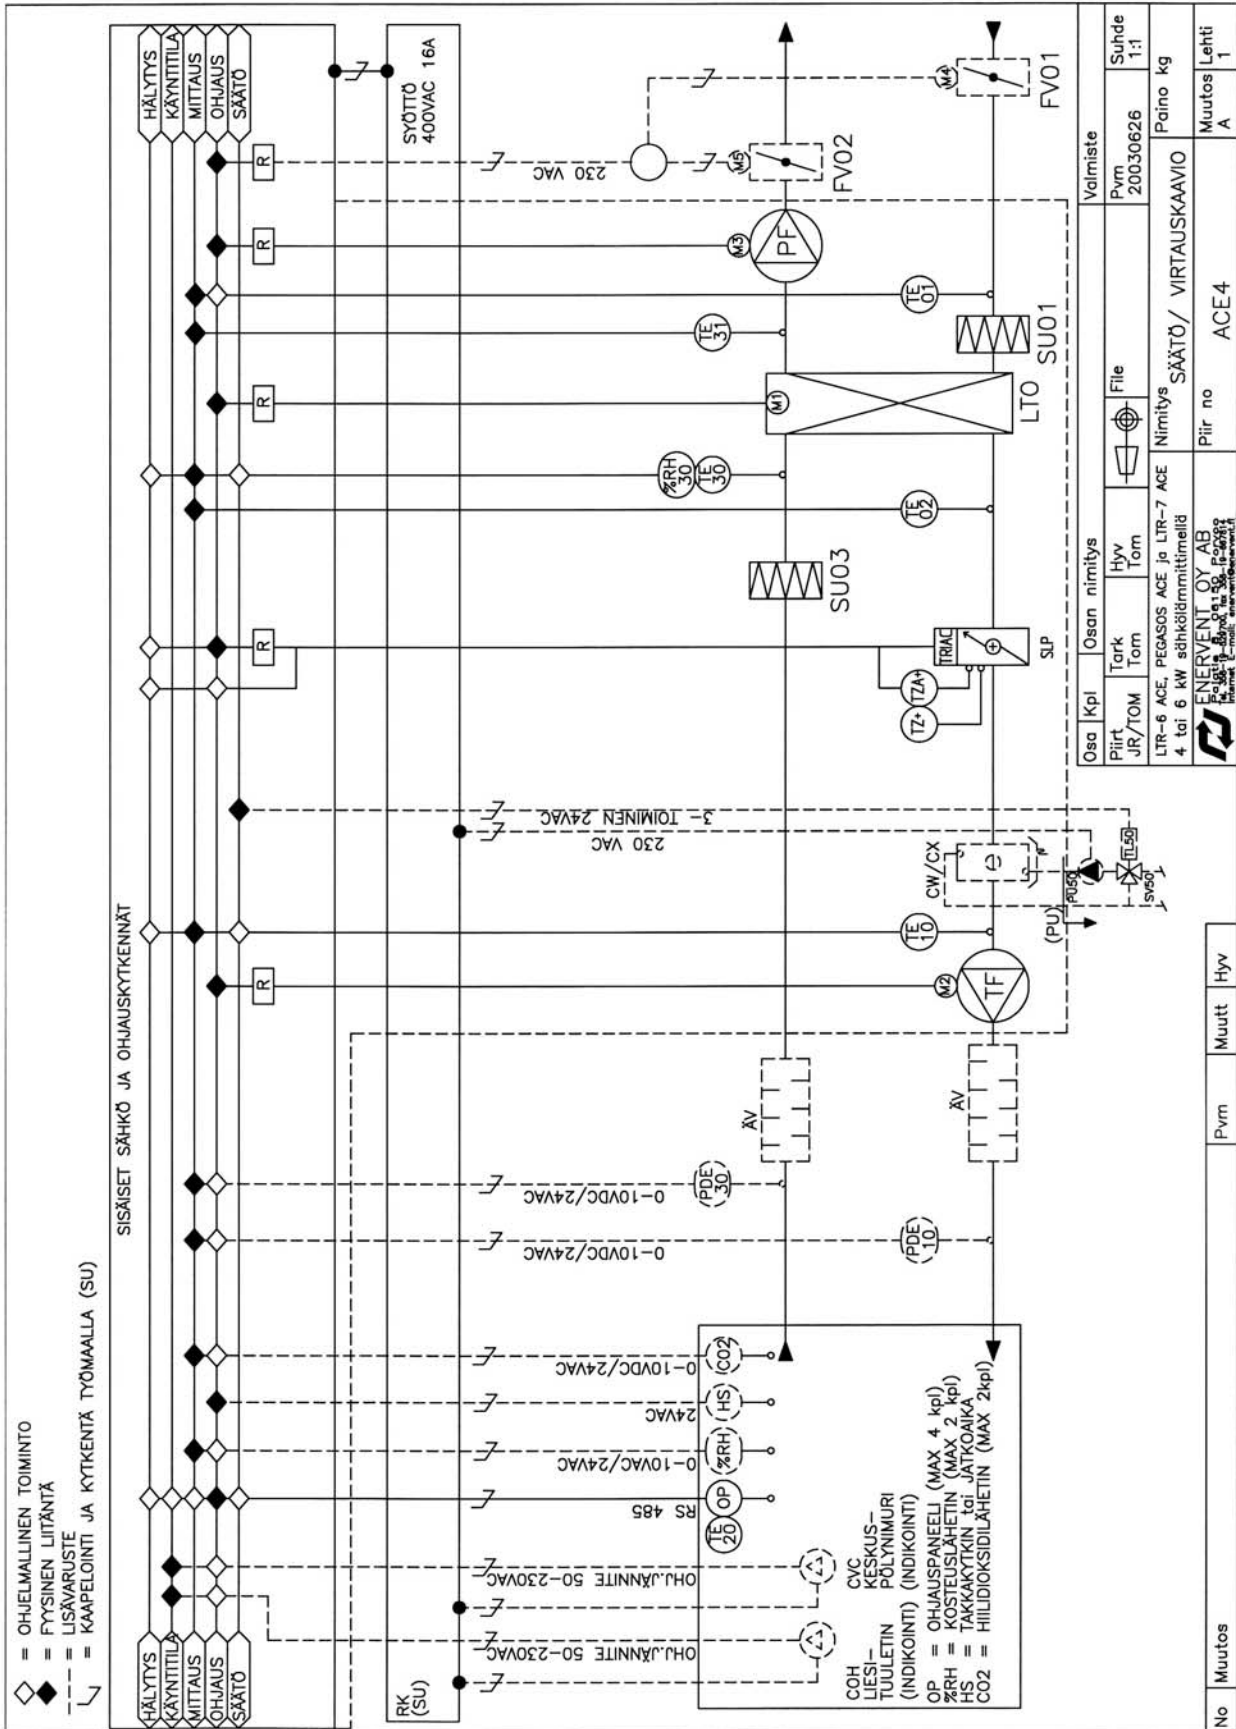 = OHJELMALLINEN TOIMINTO
= FYYSINEN LIITÄNTÄ
= LISÄVARUSTE
= KAAPELOINTI JA KYTKENTÄ TYÖMAALLA (SU)
SISÄISET SÄHKÖ JA OHJAUSKYTKENNÄT
HÄLYTYS
KÄYNTITILA
MITTAUS
OHJAUS
SÄÄTÖ
HÄLYTYS
KÄYNTITILA
MITTAUS
OHJAUS
SÄÄTÖ
R
R
R
R
R
RK
(SU)
SYÖTTÖ
400VAC 16A
OHJ.JÄNNITE 50-230VAC
OHJ.JÄNNITE 50-230VAC
RS 485
0-10VAC/24VAC
24VAC
0-10VDC/24VAC
0-10VDC/24VAC
0-10VDC/24VAC
230 VAC
3- TOIMINEN 24VAC
230 VAC
TE
20
OP
%RH
HS
CO2
PDE
30
PDE
10
COH
LIESI-
TUULETIN
(INDIKOINTI)
CVC
KESKUS-
PÖLYNIMURI
(INDIKOINTI)
OP = OHJAUSPANEELI (MAX 4 kpl)
%RH = KOSTEUSLÄHETIN (MAX 2 kpl)
HS = TAKKAKYTKIN tai JATKOAIKA
CO2 = HIILIDIOKSIDILÄHETIN (MAX 2kpl)
ÄV
ÄV
M2
TF
TE
10
CW/CX
(PU)
PU50
TL50
SV50
TZ+
TZA+
TRIAC
SLP
SU03
TE
02
%RH
30
TE
30
M1
LTO
TE
31
TE
01
SU01
M3
PF
M5
FV02
M4
FV01
Osa
Kpl
Osan nimitys
Valmiste
Piirt
JR/TOM
Tark
Tom
Hyv
Tom
File
Pvm
20030626
Suhde
1:1
LTR-6 ACE, PEGASOS ACE ja LTR-7 ACE
4 tai 6 kW sähkölämmittimellä
Nimitys
SÄÄTÖ/ VIRTAUSKAAVIO
Paino kg
ENERVENT OY AB
Piir no
ACE4
Muutos
A
Lehti
1
No
Muutos
Pvm
Muutt
Hyv